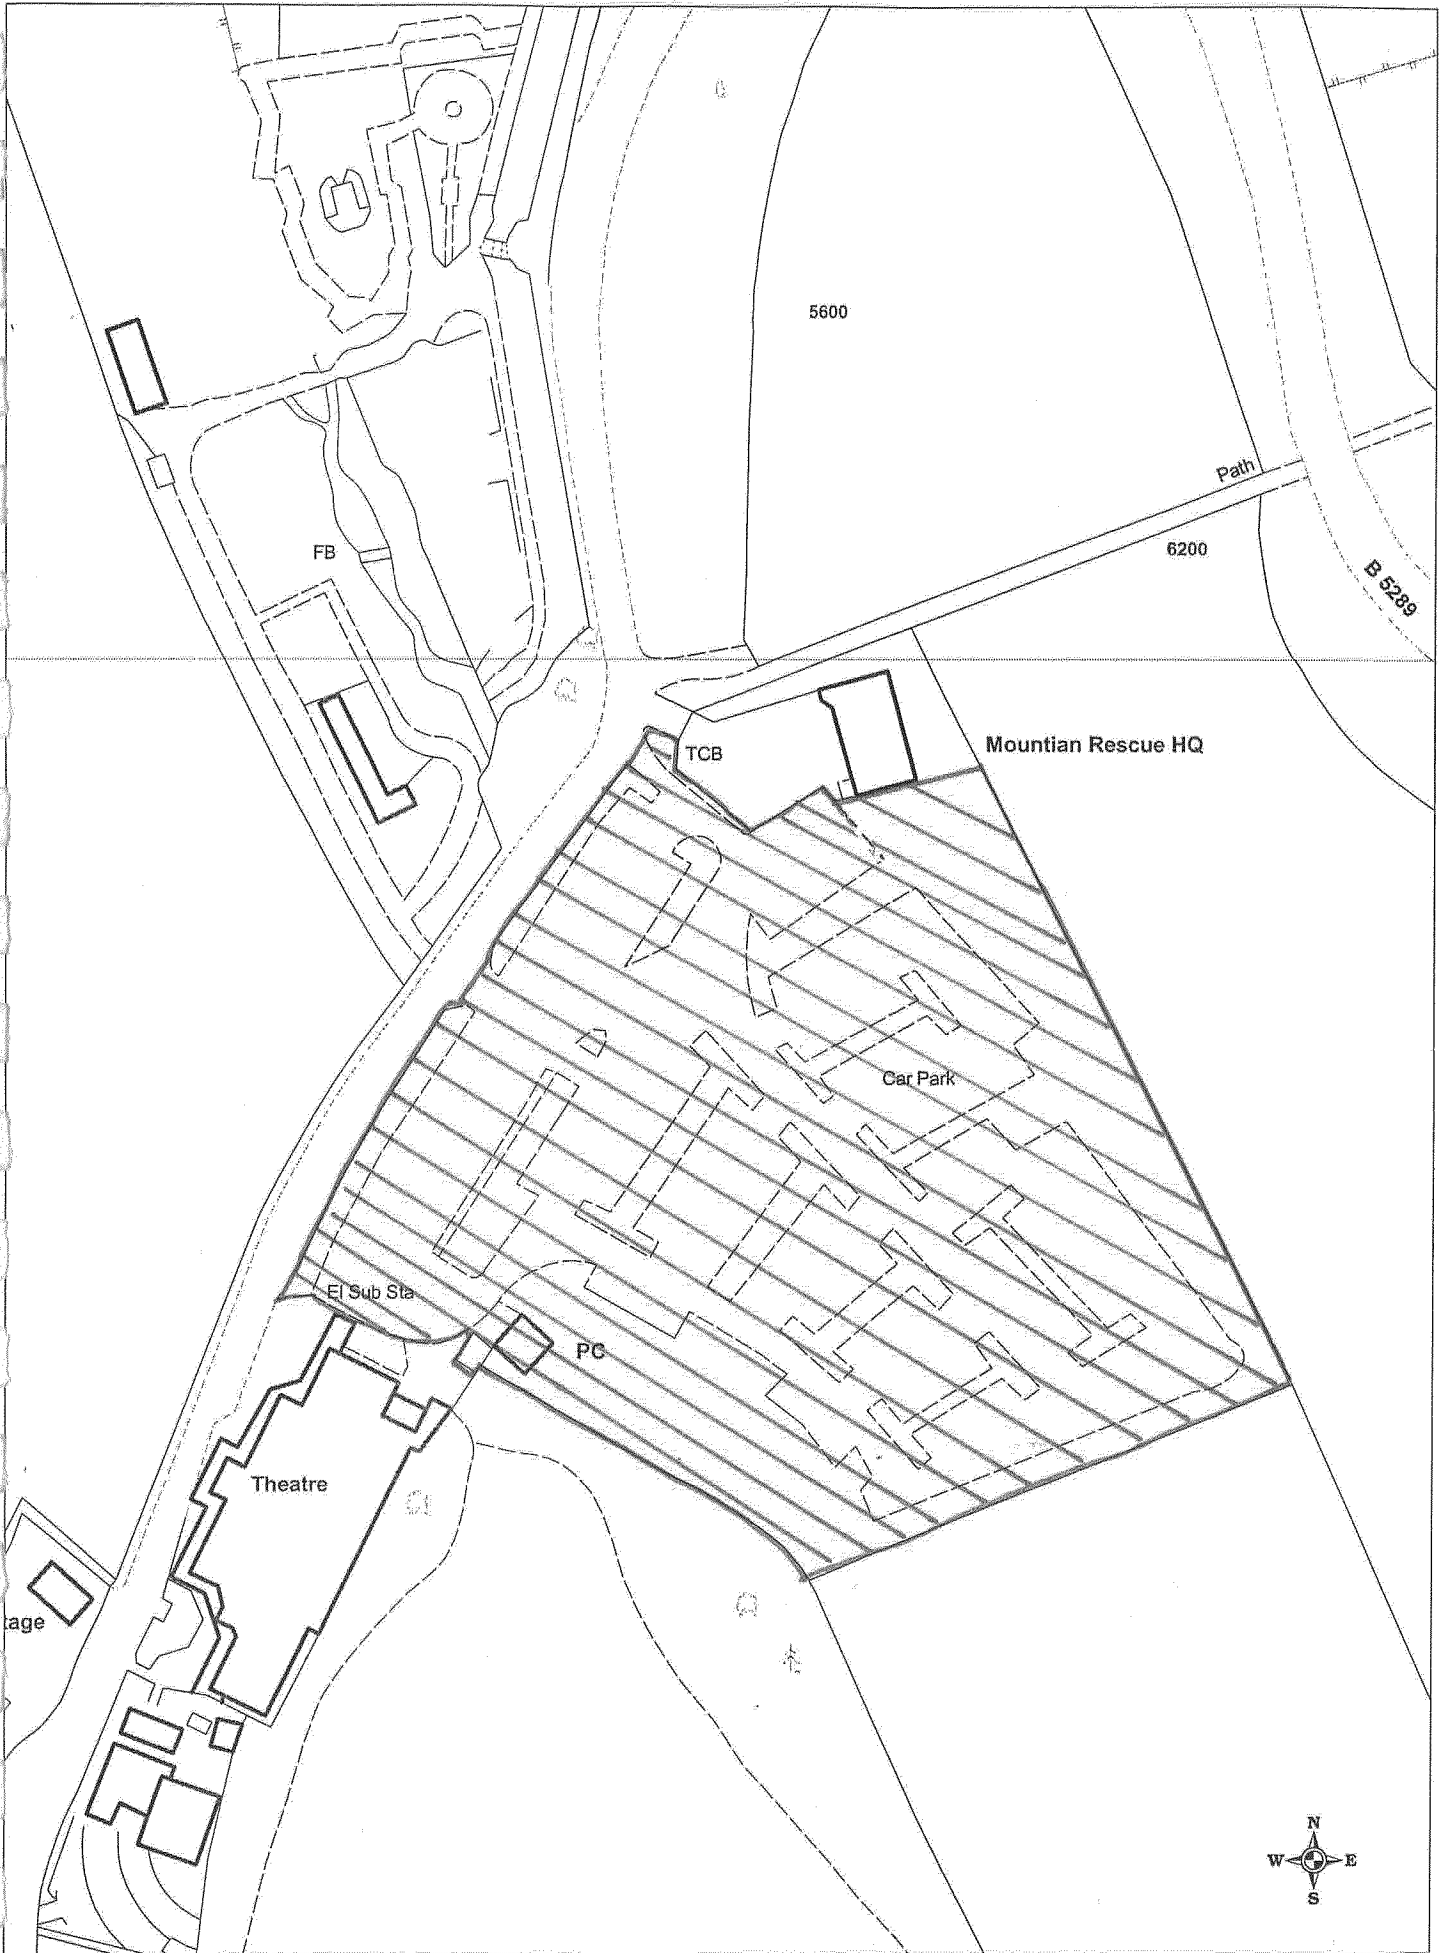 5600
Path
FB
6200
B 5289
TCB
Mountian Rescue HQ
Car Park
El Sub Sta
PC
Theatre
tage
N
W E
S